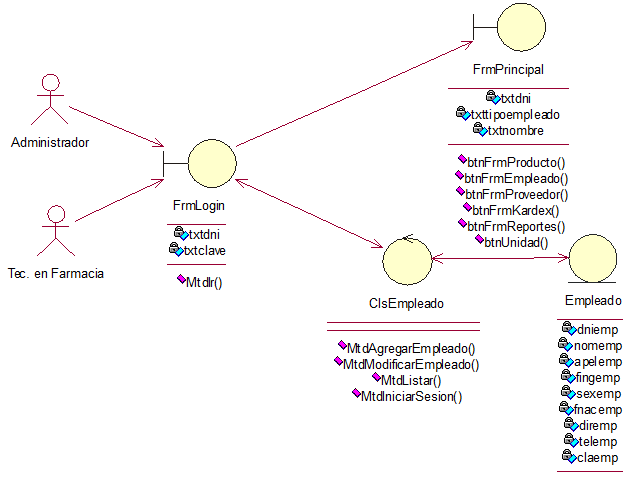 FrmPrincipal
txtdni
txttipoempleado
txtnombre
btnFrmProducto()
btnFrmEmpleado()
btnFrmProveedor()
btnFrmKardex()
btnFrmReportes()
btnUnidad()
Administrador
Tec. en Farmacia
FrmLogin
txtdni
txtclave
MtdIr()
ClsEmpleado
MtdAgregarEmpleado()
MtdModificarEmpleado()
MtdListar()
MtdIniciarSesion()
Empleado
dniemp
nomemp
apelemp
fingemp
sexemp
fnacemp
diremp
telemp
claemp